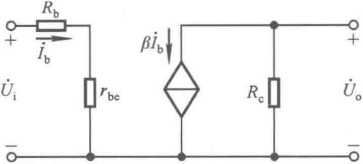 R_b
+ İ_b βİ_b +
U̇_i r_be R_c U̇_o
− −